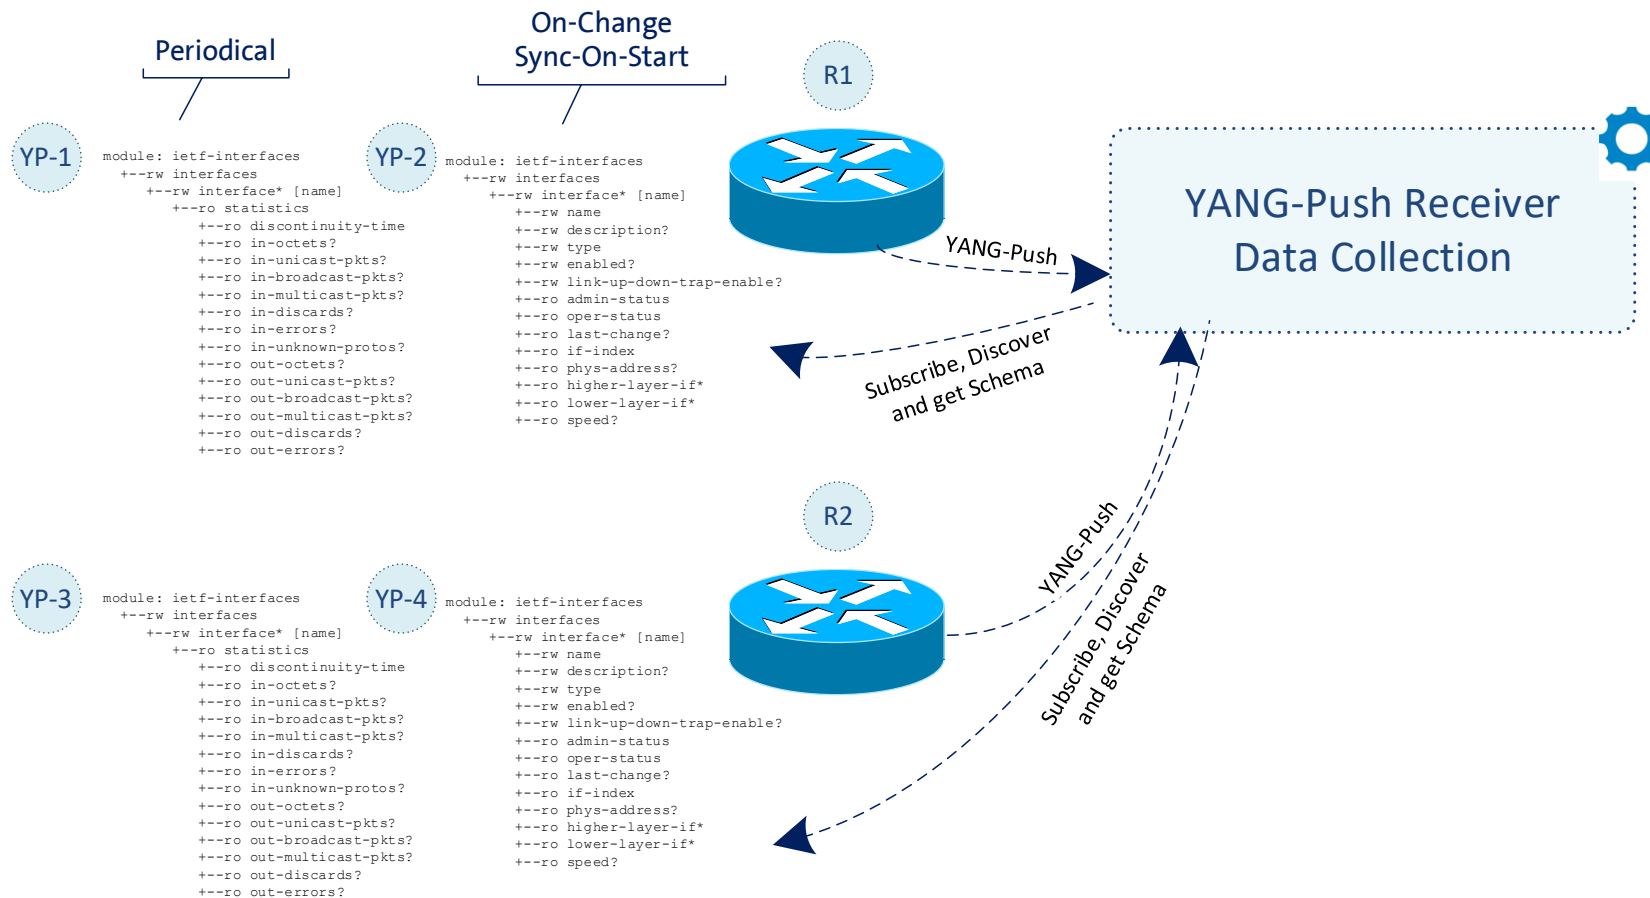 Periodical
On-Change
Sync-On-Start
YP-1
module: ietf-interfaces
+--rw interfaces
+--rw interface* [name]
+--ro statistics
+--ro discontinuity-time
+--ro in-octets?
+--ro in-unicast-pkts?
+--ro in-broadcast-pkts?
+--ro in-multicast-pkts?
+--ro in-discards?
+--ro in-errors?
+--ro in-unknown-protos?
+--ro out-octets?
+--ro out-unicast-pkts?
+--ro out-broadcast-pkts?
+--ro out-multicast-pkts?
+--ro out-discards?
+--ro out-errors?
YP-2
module: ietf-interfaces
+--rw interfaces
+--rw interface* [name]
+--rw name
+--rw description?
+--rw type
+--rw enabled?
+--rw link-up-down-trap-enable?
+--ro admin-status
+--ro oper-status
+--ro last-change?
+--ro if-index
+--ro phys-address?
+--ro higher-layer-if*
+--ro lower-layer-if*
+--ro speed?
R1
YANG-Push
Subscribe, Discover
and get Schema
YANG-Push Receiver
Data Collection
YP-3
module: ietf-interfaces
+--rw interfaces
+--rw interface* [name]
+--ro statistics
+--ro discontinuity-time
+--ro in-octets?
+--ro in-unicast-pkts?
+--ro in-broadcast-pkts?
+--ro in-multicast-pkts?
+--ro in-discards?
+--ro in-errors?
+--ro in-unknown-protos?
+--ro out-octets?
+--ro out-unicast-pkts?
+--ro out-broadcast-pkts?
+--ro out-multicast-pkts?
+--ro out-discards?
+--ro out-errors?
YP-4
module: ietf-interfaces
+--rw interfaces
+--rw interface* [name]
+--rw name
+--rw description?
+--rw type
+--rw enabled?
+--rw link-up-down-trap-enable?
+--ro admin-status
+--ro oper-status
+--ro last-change?
+--ro if-index
+--ro phys-address?
+--ro higher-layer-if*
+--ro lower-layer-if*
+--ro speed?
R2
YANG-Push
Subscribe, Discover
and get Schema